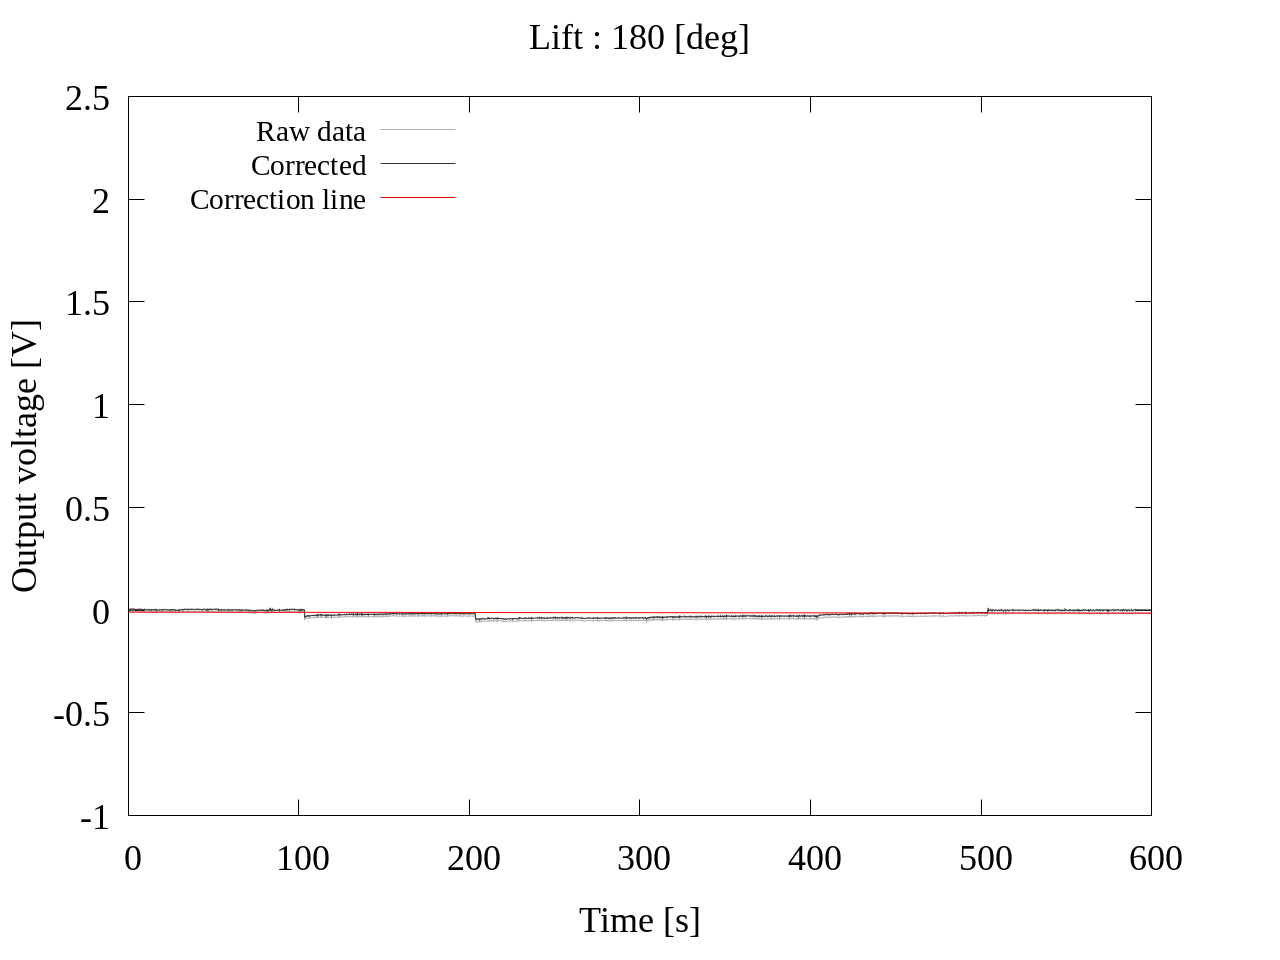 Lift : 180 [deg]
2.5
2
1.5
1
0.5
0
-0.5
-1
Output voltage [V]
Raw data
Corrected
Correction line
0 100 200 300 400 500 600
Time [s]